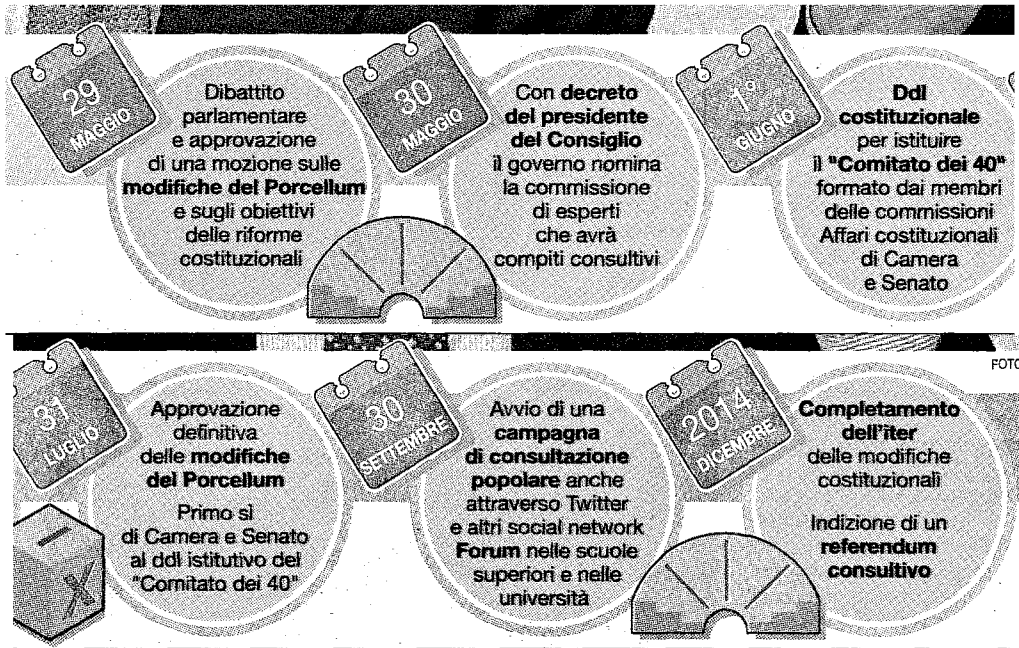 29
MAGGIO
Dibattito
parlamentare
e approvazione
di una mozione sulle
modifiche del Porcellum
e sugli obiettivi
delle riforme
costituzionali
30
MAGGIO
Con decreto
del presidente
del Consiglio
il governo nomina
la commissione
di esperti
che avrà
compiti consultivi
1°
GIUGNO
Ddl
costituzionale
per istituire
il "Comitato dei 40"
formato dai membri
delle commissioni
Affari costituzionali
di Camera
e Senato
FOTO
31
LUGLIO
Approvazione
definitiva
delle modifiche
del Porcellum
Primo sì
di Camera e Senato
al ddl istitutivo del
"Comitato dei 40"
30
SETTEMBRE
Avvio di una
campagna
di consultazione
popolare anche
attraverso Twitter
e altri social network
Forum nelle scuole
superiori e nelle
università
2014
DICEMBRE
Completamento
dell'iter
delle modifiche
costituzionali
Indizione di un
referendum
consultivo